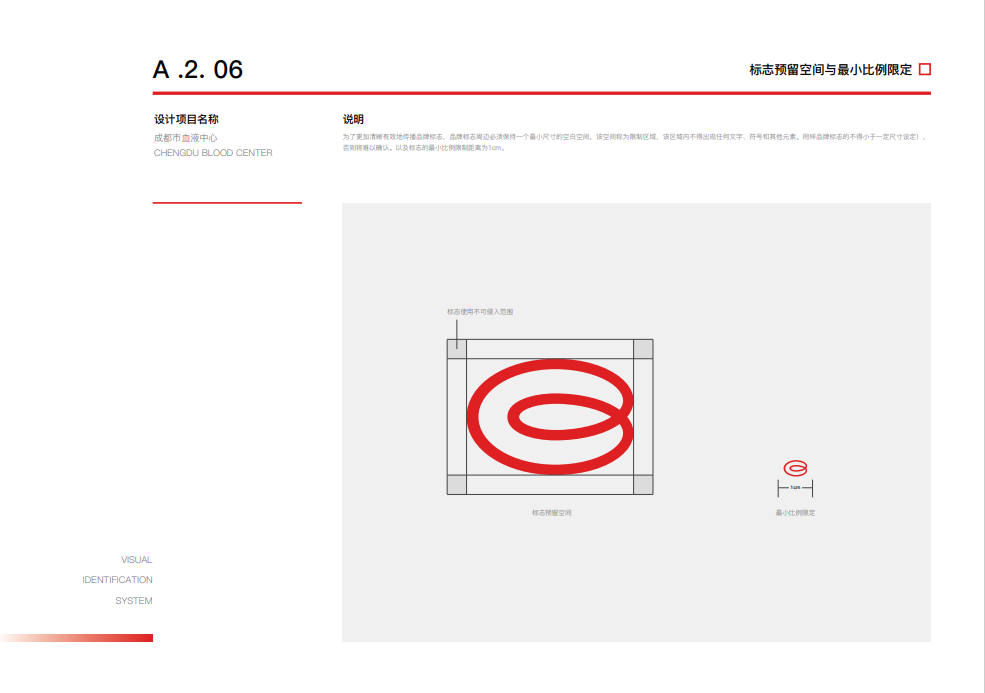 A .2. 06
标志预留空间与最小比例限定
设计项目名称
成都市血液中心
CHENGDU BLOOD CENTER
说明
为了更加清晰有效地传播品牌标志，品牌标志周边必须保持一个最小尺寸的空白空间，该空间称为限制区域，该区域内不得出现任何文字，符号和其他元素。同样品牌标志的不得小于一定尺寸设定），
否则将难以确认。以及标志的最小比例限制距离为1cm。
标志使用不可侵入范围
标志预留空间
1cm
最小比例限定
VISUAL
IDENTIFICATION
SYSTEM